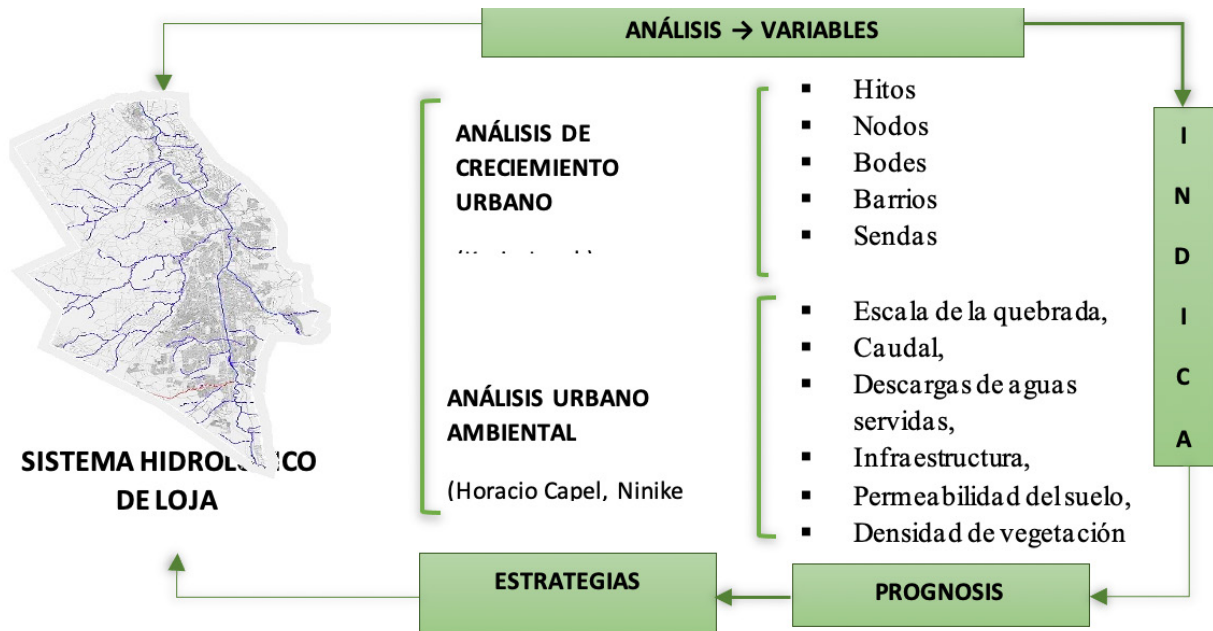 ANÁLISIS → VARIABLES
ANÁLISIS DE
CRECIEMIENTO
URBANO
▪ Hitos
▪ Nodos
▪ Bodes
▪ Barrios
▪ Sendas
ANÁLISIS URBANO
AMBIENTAL
(Horacio Capel, Ninike
▪ Escala de la quebrada,
▪ Caudal,
▪ Descargas de aguas
servidas,
▪ Infraestructura,
▪ Permeabilidad del suelo,
▪ Densidad de vegetación
I
N
D
I
C
A
SISTEMA
DE LOJA
ESTRATEGIAS
PROGNOSIS